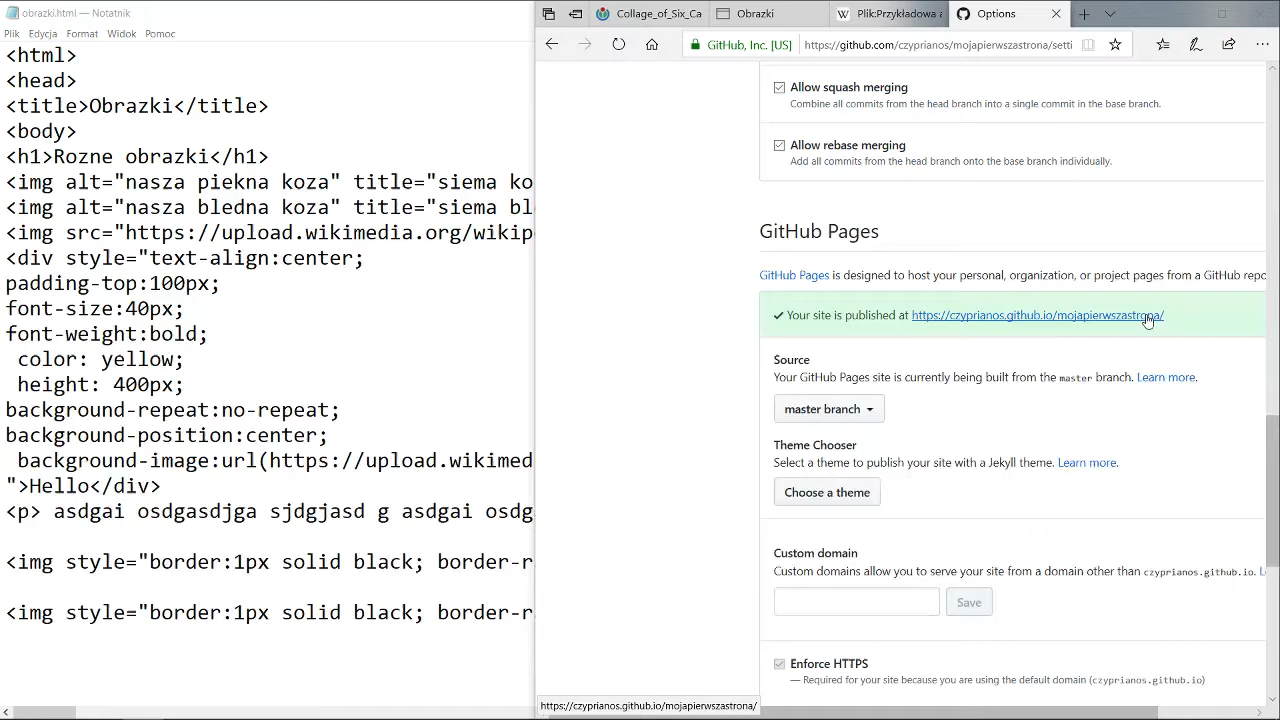 obrazki.html — Notatnik
Plik Edycja Format Widok Pomoc
<html>
<head>
<title>Obrazki</title>
<body>
<h1>Rozne obrazki</h1>
<img alt="nasza piekna koza" title="siema ko
<img alt="nasza bledna koza" title="siema bl
<img src="https://upload.wikimedia.org/wikip
<div style="text-align:center;
padding-top:100px;
font-size:40px;
font-weight:bold;
color: yellow;
height: 400px;
background-repeat:no-repeat;
background-position:center;
background-image:url(https://upload.wikimed
">Hello</div>
<p> asdgai osdgasdjga sjdgjasd g asdgai osdg
<img style="border:1px solid black; border-r
<img style="border:1px solid black; border-r
Collage_of_Six_Ca
Obrazki
Plik:Przykładowa
Options
GitHub, Inc. [US]
https://github.com/czyprianos/mojapierwszastrona/setti
Allow squash merging
Combine all commits from the head branch into a single commit in the base branch.
Allow rebase merging
Add all commits from the head branch onto the base branch individually.
GitHub Pages
GitHub Pages is designed to host your personal, organization, or project pages from a GitHub repo
Your site is published at https://czyprianos.github.io/mojapierwszastrona/
Source
Your GitHub Pages site is currently being built from the master branch. Learn more.
master branch
Theme Chooser
Select a theme to publish your site with a Jekyll theme. Learn more.
Choose a theme
Custom domain
Custom domains allow you to serve your site from a domain other than czyprianos.github.io. L
Save
Enforce HTTPS
— Required for your site because you are using the default domain (czyprianos.github.io)
https://czyprianos.github.io/mojapierwszastrona/